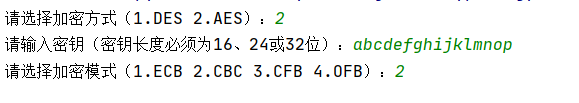 请选择加密方式（1.DES 2.AES）：2
请输入密钥（密钥长度必须为16、24或32位）：abcdefghijklmnop
请选择加密模式（1.ECB 2.CBC 3.CFB 4.OFB）：2